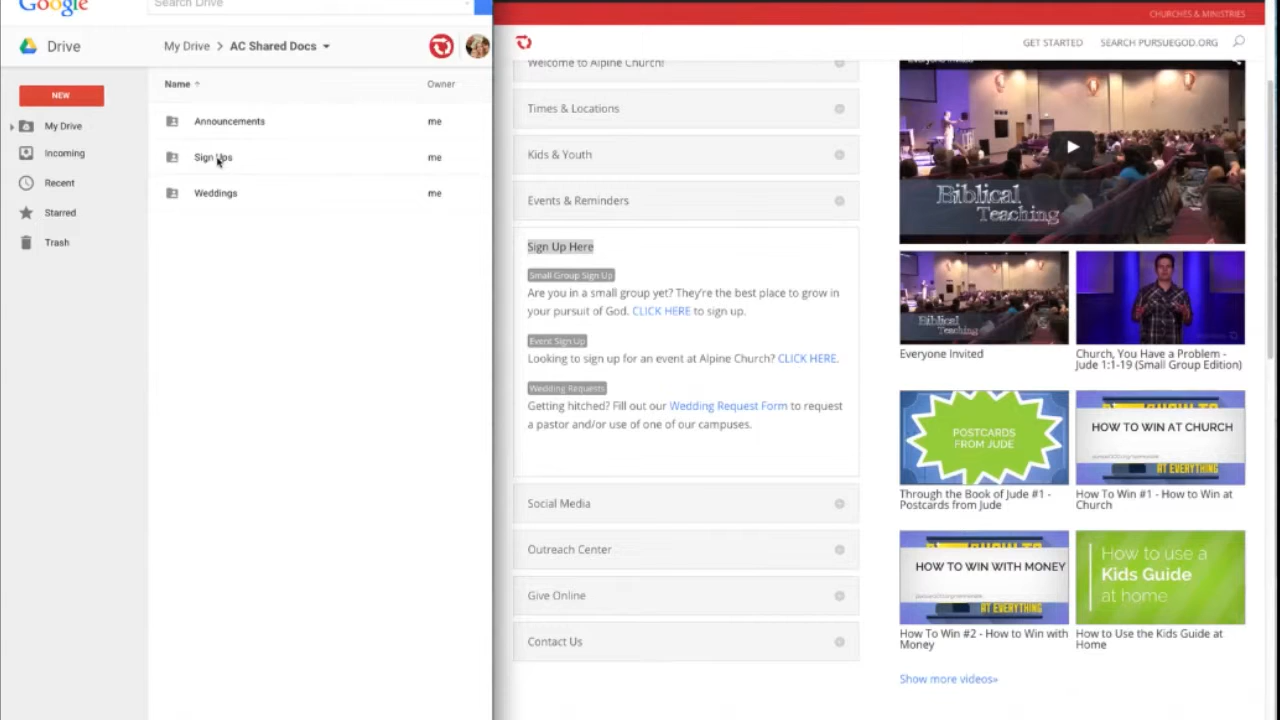 Google
Search Drive
Drive
My Drive > AC Shared Docs
NEW
My Drive
Incoming
Recent
Starred
Trash
Name ↑
Owner
Announcements
me
Sign Ups
me
Weddings
me
CHURCHES & MINISTRIES
GET STARTED
SEARCH PURSUEGOD.ORG
Welcome to Alpine Church!
Times & Locations
Kids & Youth
Events & Reminders
Sign Up Here
Small Group Sign Up
Are you in a small group yet? They're the best place to grow in
your pursuit of God. CLICK HERE to sign up.
Event Sign Up
Looking to sign up for an event at Alpine Church? CLICK HERE.
Wedding Requests
Getting hitched? Fill out our Wedding Request Form to request
a pastor and/or use of one of our campuses.
Social Media
Outreach Center
Give Online
Contact Us
Everyone Invited
Biblical
Teaching
Biblical
Teaching
Everyone Invited
Church, You Have a Problem -
Jude 1:1-19 (Small Group Edition)
POSTCARDS
FROM JUDE
Through the Book of Jude #1 -
Postcards from Jude
HOW TO WIN AT CHURCH
AT EVERYTHING
How To Win #1 - How to Win at
Church
HOW TO WIN WITH MONEY
AT EVERYTHING
How To Win #2 - How to Win with
Money
How to use a
Kids Guide
at home
How to Use the Kids Guide at
Home
Show more videos»